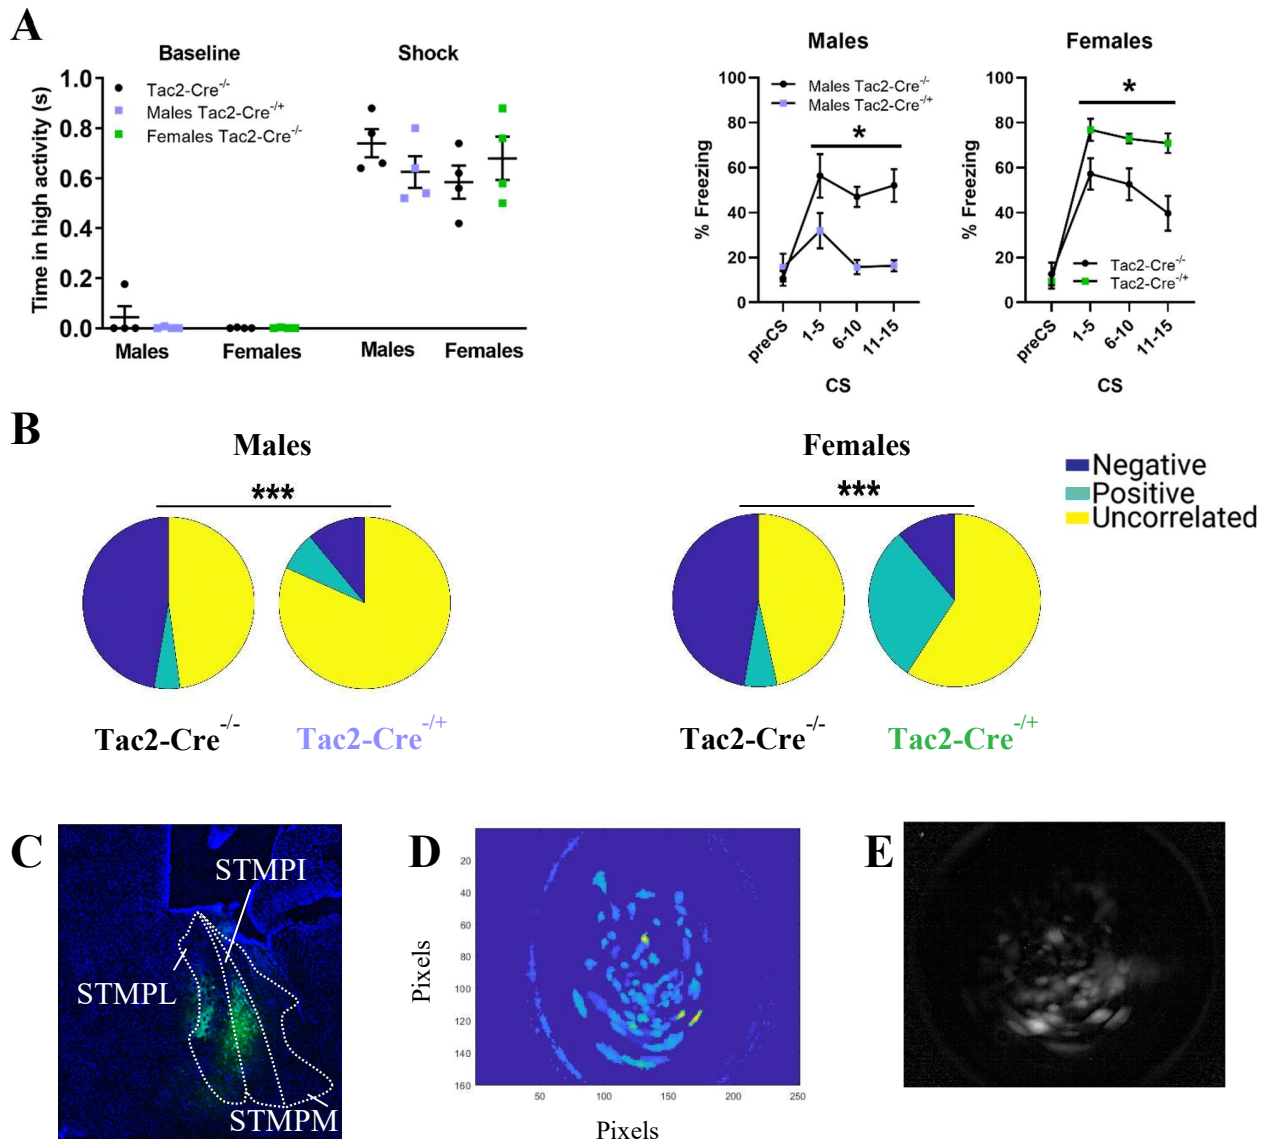 A
Baseline
Shock
Time in high activity (s)
1.0
0.8
0.6
0.4
0.2
0.0
Tac2-Cre-/-
Males Tac2-Cre-/+
Females Tac2-Cre-/-
Males
Females
Males
Females
Males
% Freezing
100
80
60
40
20
0
Males Tac2-Cre-/-
Males Tac2-Cre-/+
*
preCS
1-5
6-10
11-15
CS
Females
% Freezing
100
80
60
40
20
0
*
Tac2-Cre-/-
Tac2-Cre-/+
preCS
1-5
6-10
11-15
CS
B
Males
***
Tac2-Cre-/-
Tac2-Cre-/+
Females
***
Tac2-Cre-/-
Tac2-Cre-/+
Negative
Positive
Uncorrelated
C
STMPI
STMPL
STMPM
D
Pixels
20
40
60
80
100
120
140
160
50
100
150
200
250
Pixels
E